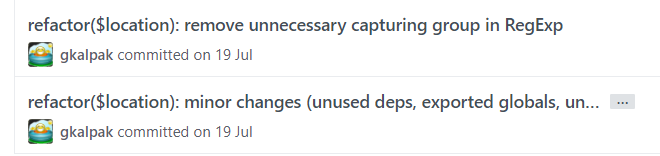 refactor($location): remove unnecessary capturing group in RegExp
gkalpak committed on 19 Jul
refactor($location): minor changes (unused deps, exported globals, un... ...
gkalpak committed on 19 Jul